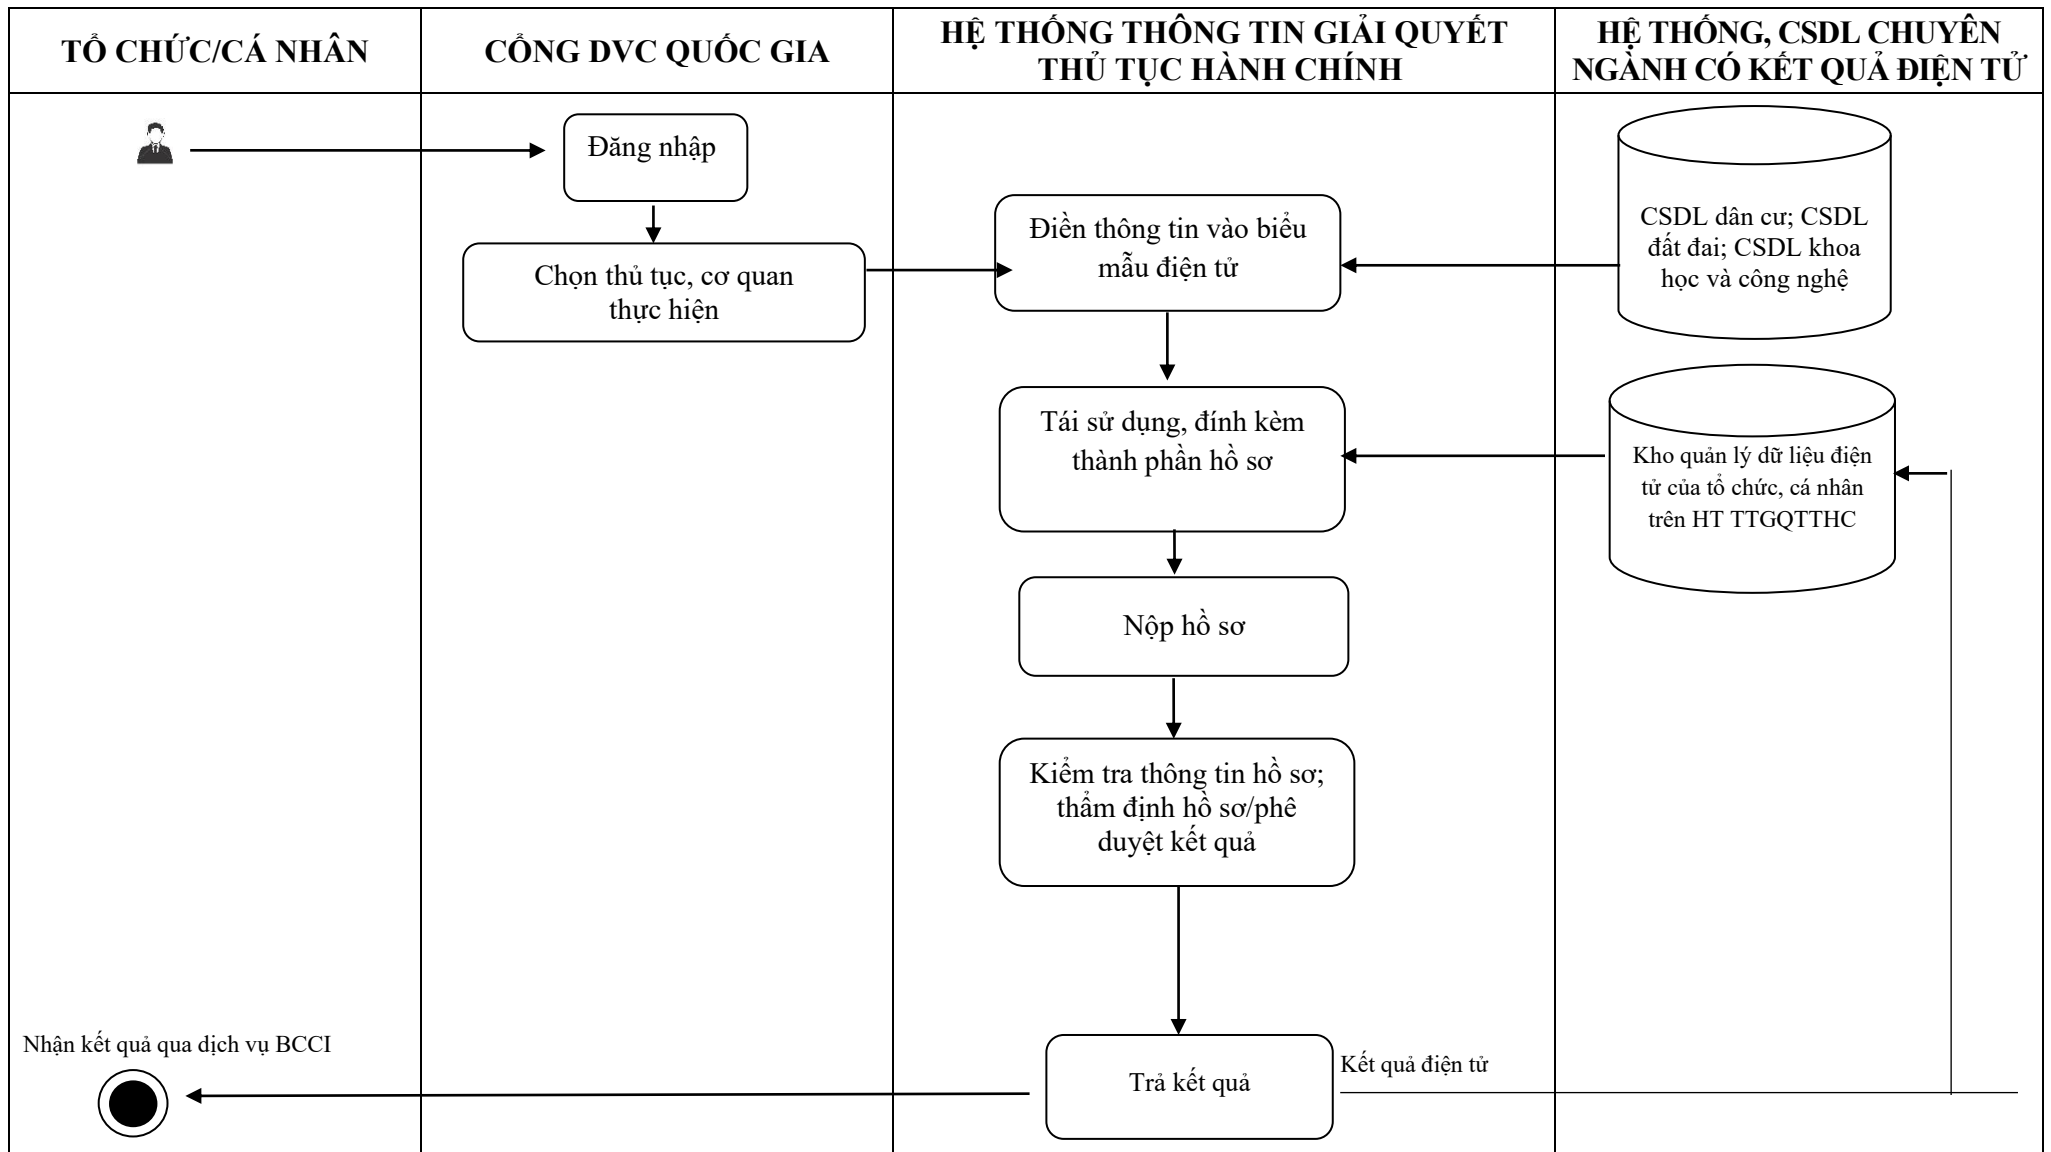 TỔ CHỨC/CÁ NHÂN
CỔNG DVC QUỐC GIA
HỆ THỐNG THÔNG TIN GIẢI QUYẾT
THỦ TỤC HÀNH CHÍNH
HỆ THỐNG, CSDL CHUYÊN
NGÀNH CÓ KẾT QUẢ ĐIỆN TỬ
Đăng nhập
Chọn thủ tục, cơ quan
thực hiện
Điền thông tin vào biểu
mẫu điện tử
CSDL dân cư; CSDL
đất đai; CSDL khoa
học và công nghệ
Tái sử dụng, đính kèm
thành phần hồ sơ
Kho quản lý dữ liệu điện
tử của tổ chức, cá nhân
trên HT TTGQTTHC
Nộp hồ sơ
Kiểm tra thông tin hồ sơ;
thẩm định hồ sơ/phê
duyệt kết quả
Nhận kết quả qua dịch vụ BCCI
Trả kết quả
Kết quả điện tử